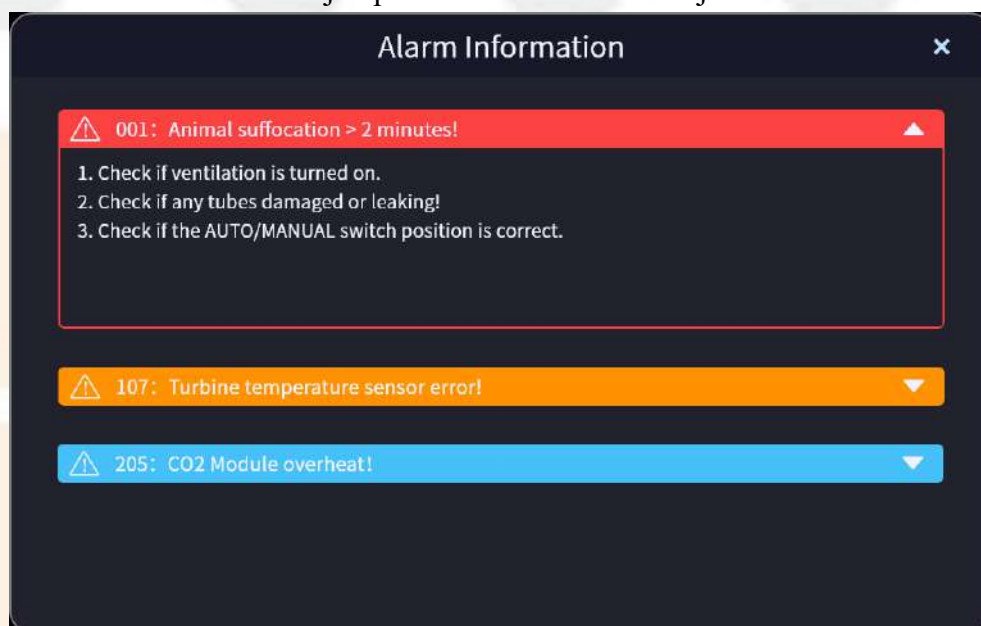 Alarm Information
001: Animal suffocation > 2 minutes!
1. Check if ventilation is turned on.
2. Check if any tubes damaged or leaking!
3. Check if the AUTO/MANUAL switch position is correct.
107: Turbine temperature sensor error!
205: CO2 Module overheat!